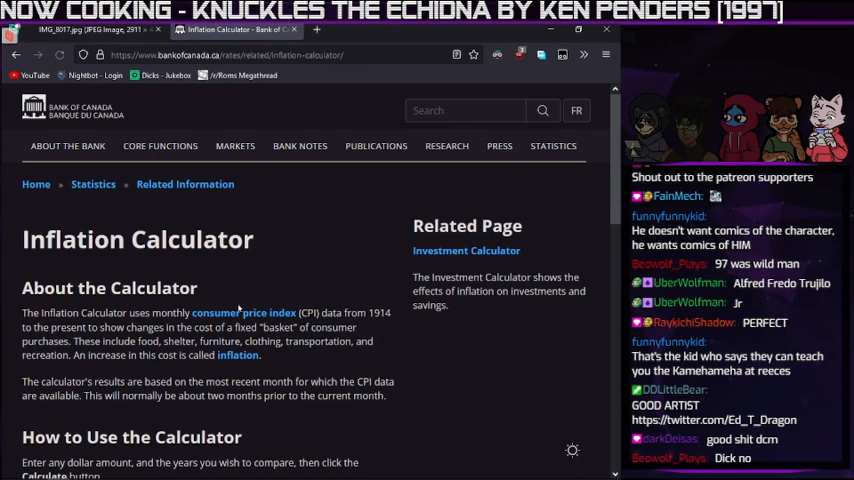 NOW COOKING - KNUCKLES THE ECHIDNA BY KEN PENDERS [1997]
IMG_8017.jpg (JPEG Image, 2911 ×
Inflation Calculator - Bank of C
https://www.bankofcanada.ca/rates/related/inflation-calculator/
YouTube
Nightbot - Login
Dicks - Jukebox
/r/Roms Megathread
BANK OF CANADA
BANQUE DU CANADA
Search
FR
ABOUT THE BANK
CORE FUNCTIONS
MARKETS
BANK NOTES
PUBLICATIONS
RESEARCH
PRESS
STATISTICS
Home » Statistics » Related Information
Inflation Calculator
About the Calculator
The Inflation Calculator uses monthly consumer price index (CPI) data from 1914
to the present to show changes in the cost of a fixed "basket" of consumer
purchases. These include food, shelter, furniture, clothing, transportation, and
recreation. An increase in this cost is called inflation.
The calculator's results are based on the most recent month for which the CPI data
are available. This will normally be about two months prior to the current month.
How to Use the Calculator
Enter any dollar amount, and the years you wish to compare, then click the
Calculate button.
Related Page
Investment Calculator
The Investment Calculator shows the
effects of inflation on investments and
savings.
Shout out to the patreon supporters
FainMech:
funnyfunnykid:
He doesn't want comics of the character,
he wants comics of HIM
Beowolf_Plays: 97 was wild man
UberWolfman: Alfred Fredo Trujilo
UberWolfman: Jr
RaykichiShadow: PERFECT
funnyfunnykid:
That's the kid who says they can teach
you the Kamehameha at reeces
DDLittleBear:
GOOD ARTIST
https://twitter.com/Ed_T_Dragon
darkDeisas: good shit dcm
Beowolf_Plays: Dick no